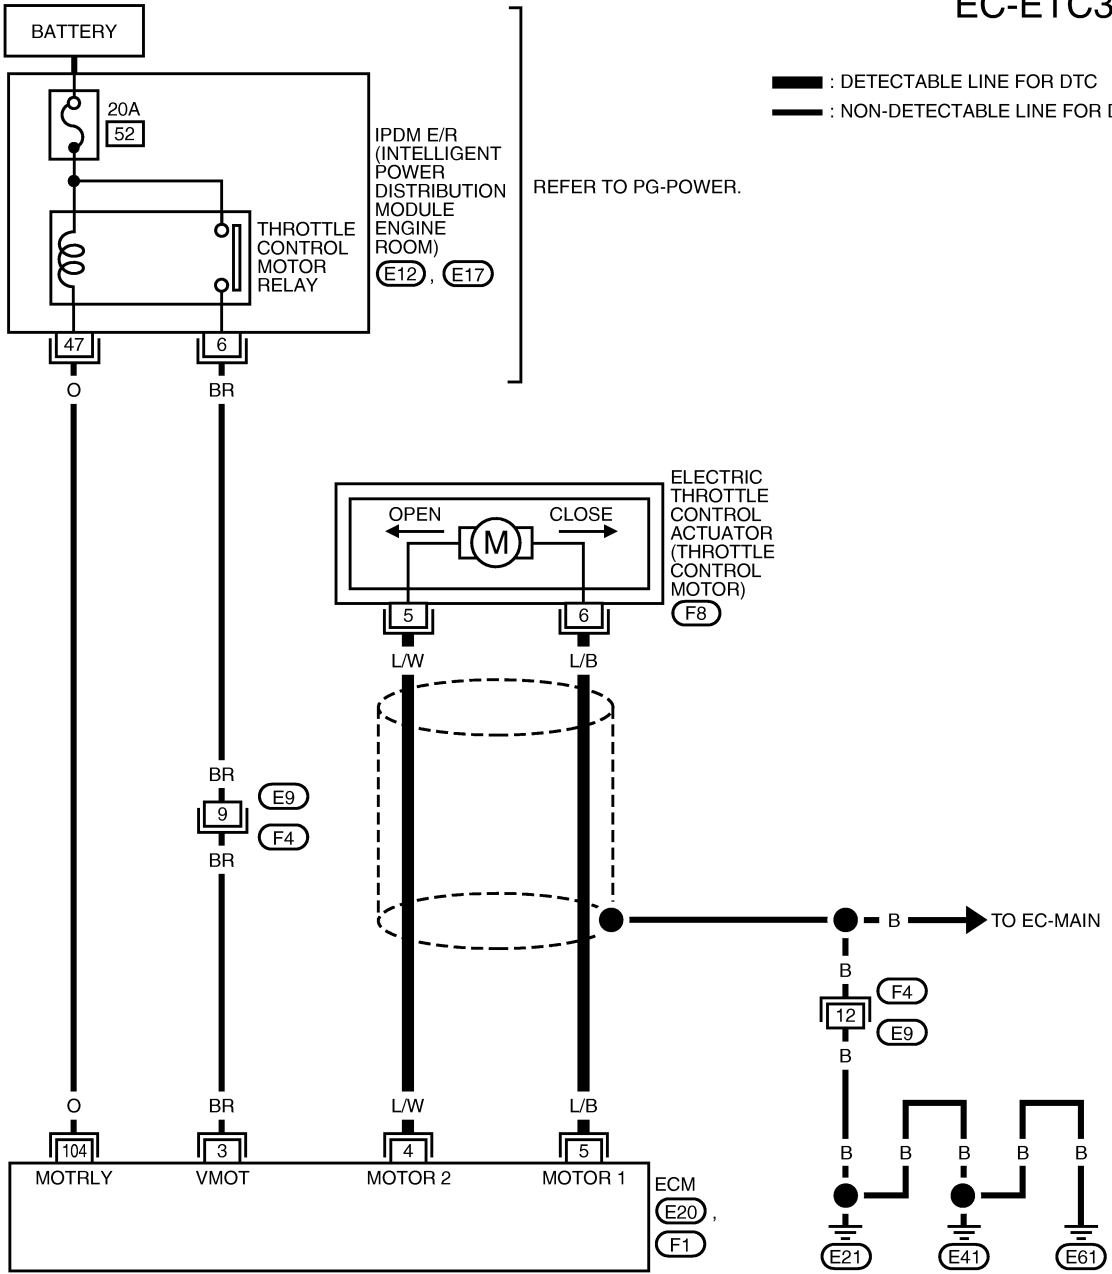 EC-ETC3
BATTERY
: DETECTABLE LINE FOR DTC
: NON-DETECTABLE LINE FOR
20A
52
IPDM E/R
(INTELLIGENT
POWER
DISTRIBUTION
MODULE
ENGINE
ROOM)
E12 , E17
REFER TO PG-POWER.
THROTTLE
CONTROL
MOTOR
RELAY
47 6
O BR
ELECTRIC
THROTTLE
CONTROL
ACTUATOR
(THROTTLE
CONTROL
MOTOR)
F8
OPEN CLOSE
M
5 6
L/W L/B
BR
9 E9
F4
BR
B TO EC-MAIN
B
12 F4
E9
B
O BR L/W L/B
104 3 4 5
B B B B B
MOTRLY VMOT MOTOR 2 MOTOR 1
ECM
E20 ,
F1
E21 E41 E61